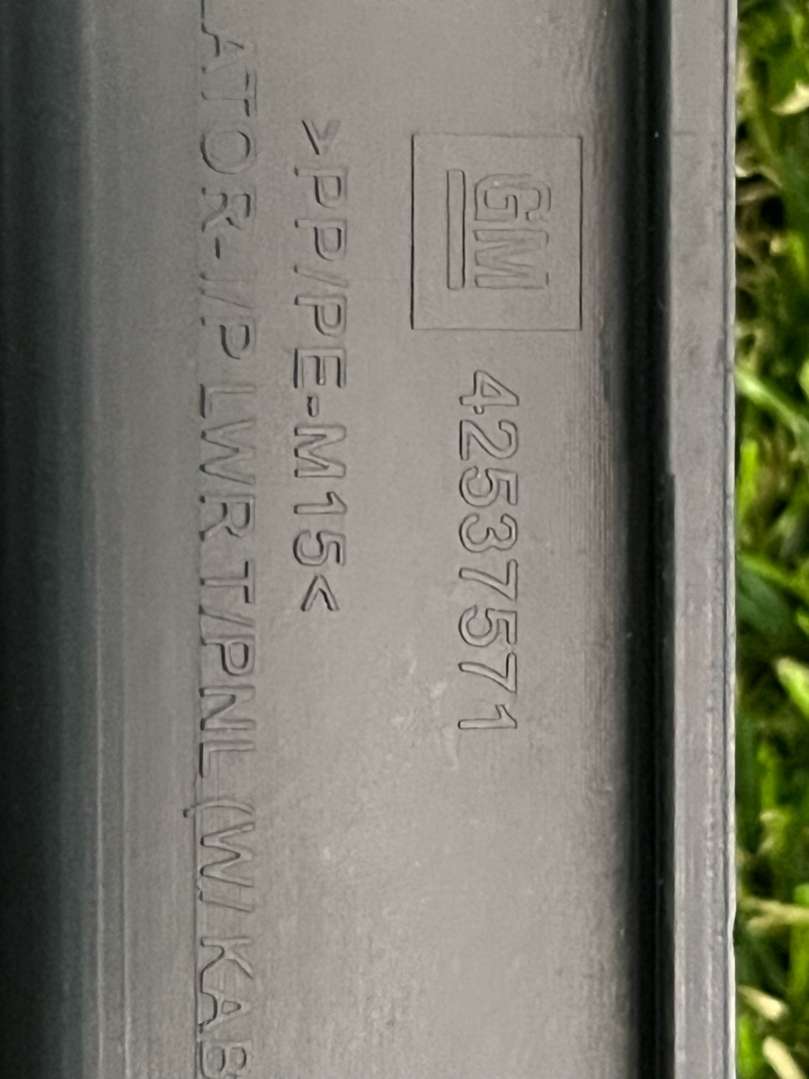 GM
42537571
>PP/PE-M15<
LATOR-I/P LWR T/PNL (W/ KAB